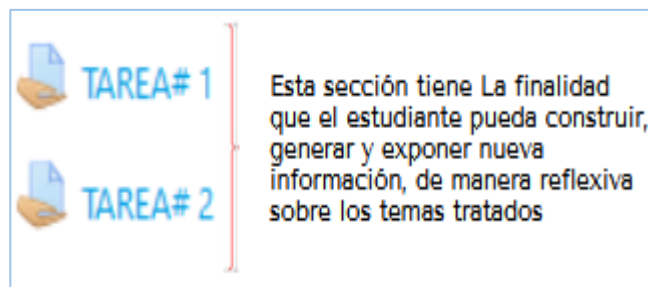 TAREA# 1
Esta sección tiene La finalidad
que el estudiante pueda construir,
generar y exponer nueva
información, de manera reflexiva
sobre los temas tratados
TAREA# 2